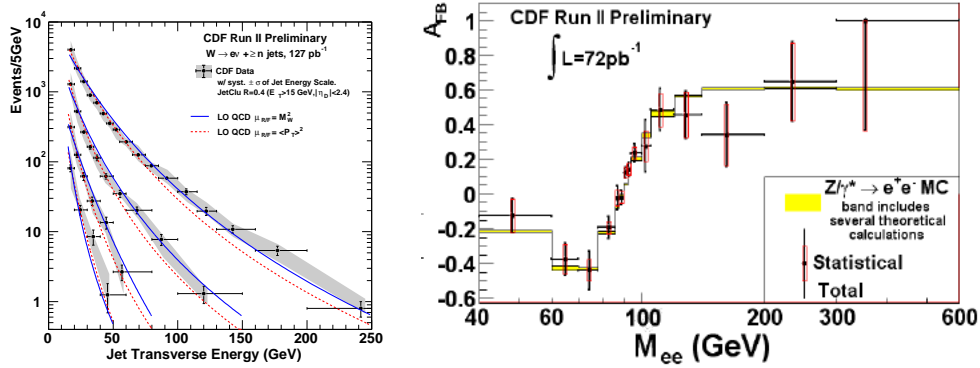 CDF Run II Preliminary
W → eν + ≥ n jets, 127 pb⁻¹
CDF Data
w/ syst. ± σ of Jet Energy Scale.
JetClu R=0.4 (E_T>15 GeV,|η_D|<2.4)
LO QCD μ_R/F = M_W²
LO QCD μ_R/F = <P_T>²
Events/5GeV
10⁴
10³
10²
10
1
0 50 100 150 200 250
Jet Transverse Energy (GeV)
CDF Run II Preliminary
∫ L=72pb⁻¹
A_FB
1
0.8
0.6
0.4
0.2
0
-0.2
-0.4
-0.6
Z/γ* → e⁺e⁻ MC
band includes
several theoretical
calculations
Statistical
Total
40 60 100 200 300 600
M_ee (GeV)